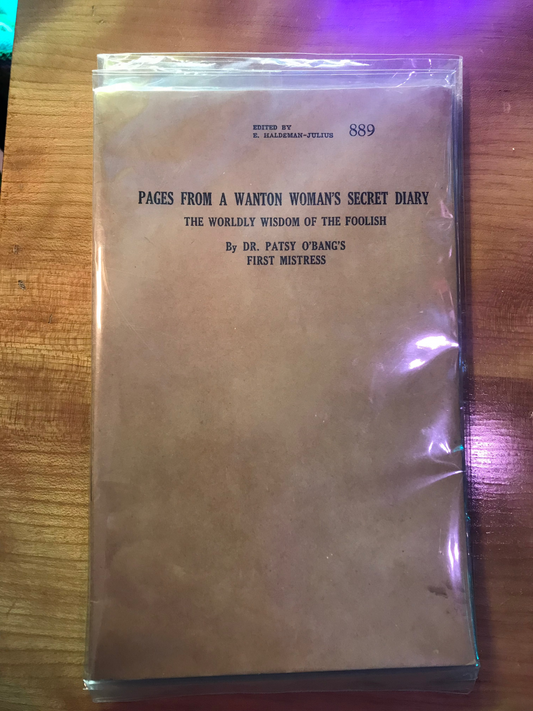 EDITED BY
E. HALDEMAN-JULIUS 889
PAGES FROM A WANTON WOMAN'S SECRET DIARY
THE WORLDLY WISDOM OF THE FOOLISH
By DR. PATSY O'BANG'S
FIRST MISTRESS